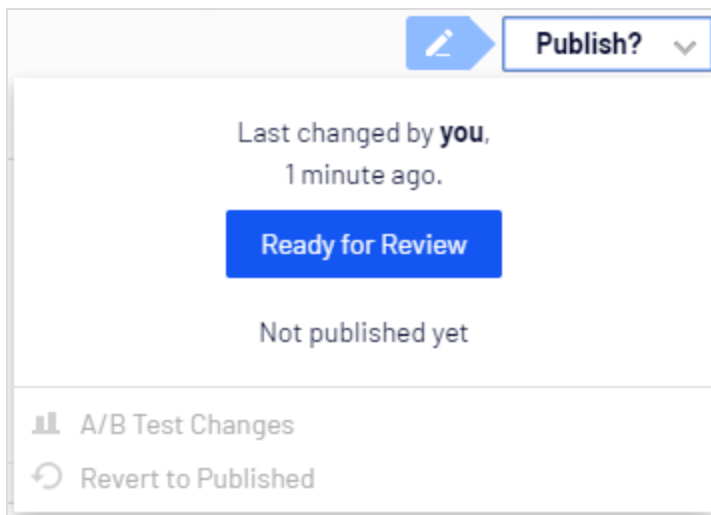 Publish?
Last changed by you,
1 minute ago.
Ready for Review
Not published yet
A/B Test Changes
Revert to Published